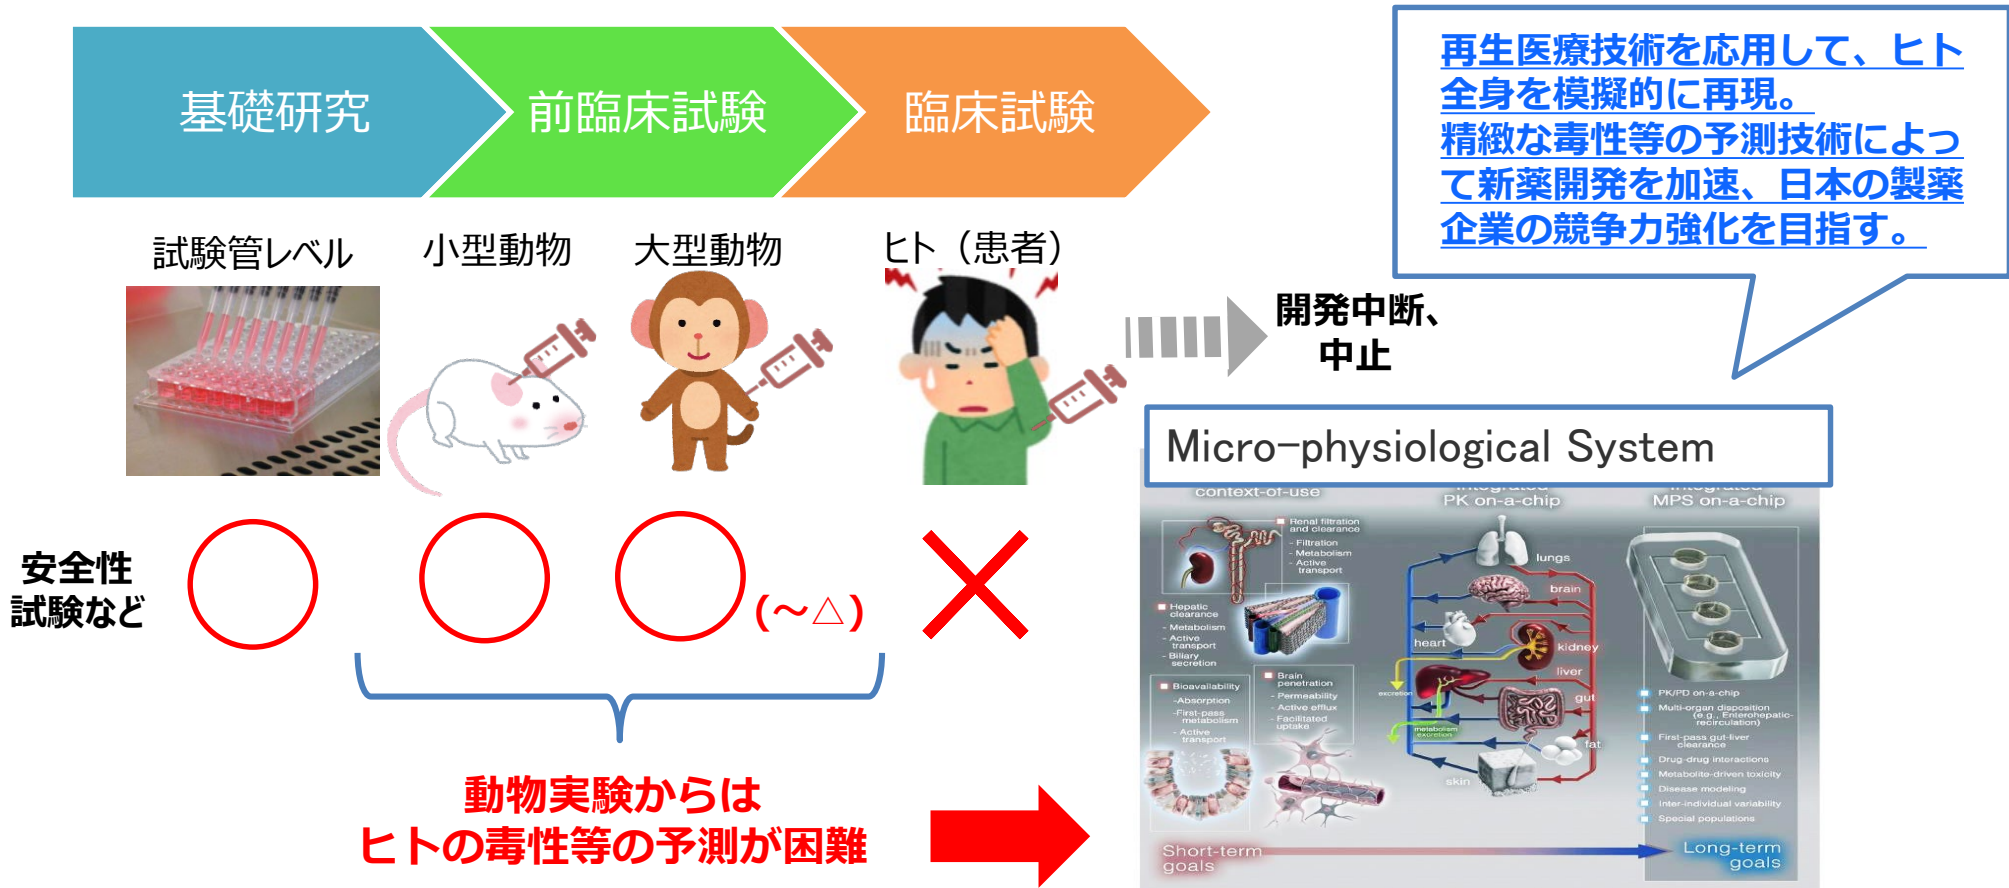 基礎研究
前臨床試験
臨床試験
再生医療技術を応用して、ヒト
全身を模擬的に再現。
精緻な毒性等の予測技術によっ
て新薬開発を加速、日本の製薬
企業の競争力強化を目指す。
試験管レベル
小型動物
大型動物
ヒト（患者）
開発中断、
中止
安全性
試験など
(～△)
動物実験からは
ヒトの毒性等の予測が困難
Micro-physiological System
context-of-use
Renal filtration
and clearance
- Filtration
- Metabolism
- Active
transport
Hepatic
clearance
- Metabolism
- Active
transport
- Biliary
secretion
Bioavailability
-Absorption
-First-pass
metabolism
- Active
transport
Brain
penetration
- Permeability
- Active efflux
- Facilitated
uptake
Integrated
PK on-a-chip
lungs
brain
heart
kidney
liver
excretion
gut
metabolism
excretion
fat
skin
Integrated
MPS on-a-chip
PK/PD on-a-chip
Multi-organ disposition
(e.g., Enterohepatic-
recirculation)
First-pass gut-liver
clearance
Drug-drug interactions
Metabolite-driven toxicity
Disease modeling
Inter-individual variability
Special populations
Short-term
goals
Long-term
goals